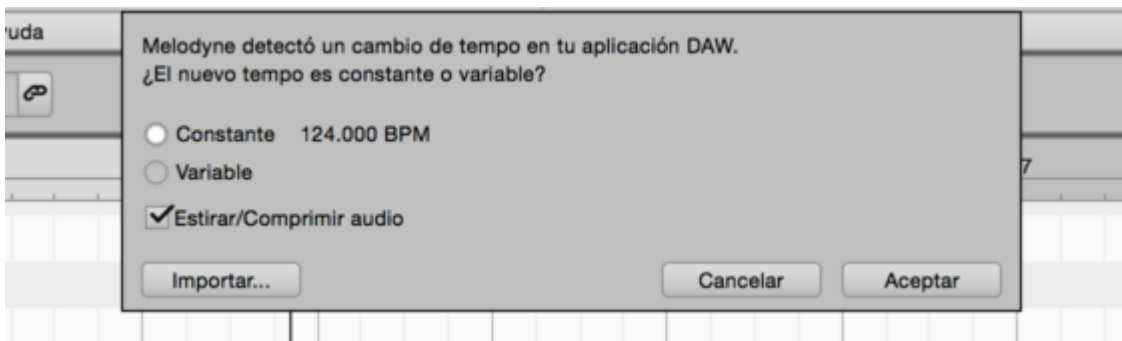 uda
Melodyne detectó un cambio de tempo en tu aplicación DAW.
¿El nuevo tempo es constante o variable?
Constante 124.000 BPM
Variable
7
Estirar/Comprimir audio
Importar... Cancelar Aceptar